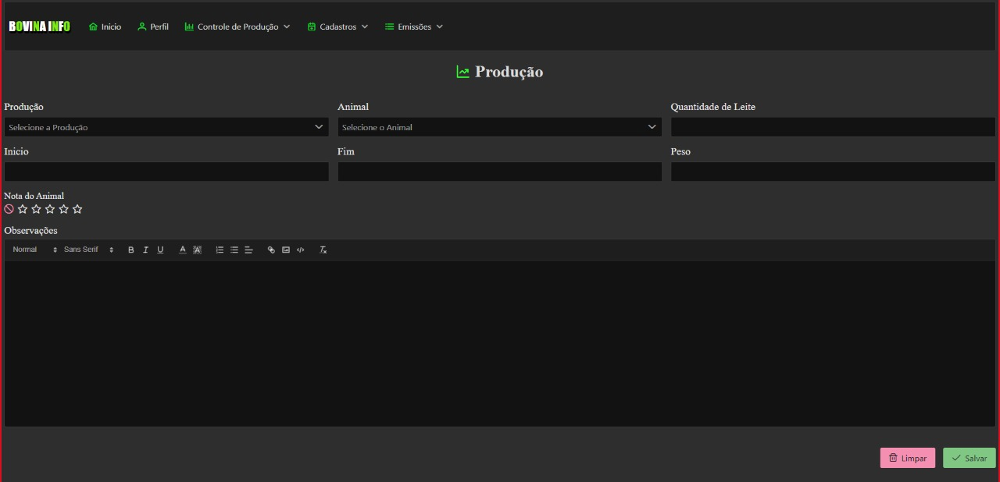 BOVINA INFO Inicio Perfil Controle de Produção Cadastros Emissões
Produção
Produção Animal Quantidade de Leite
Selecione a Produção Selecione o Animal
Inicio Fim Peso
Nota do Animal
Observações
Normal Sans Serif B I U A A
Limpar Salvar